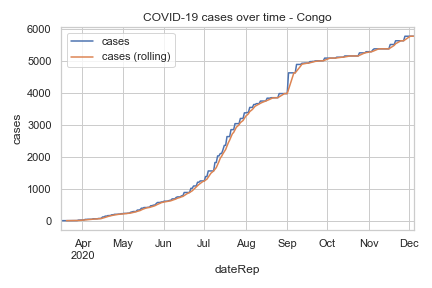 COVID-19 cases over time - Congo
cases
cases (rolling)
6000
5000
4000
3000
2000
1000
0
cases
Apr May Jun Jul Aug Sep Oct Nov Dec
2020
dateRep